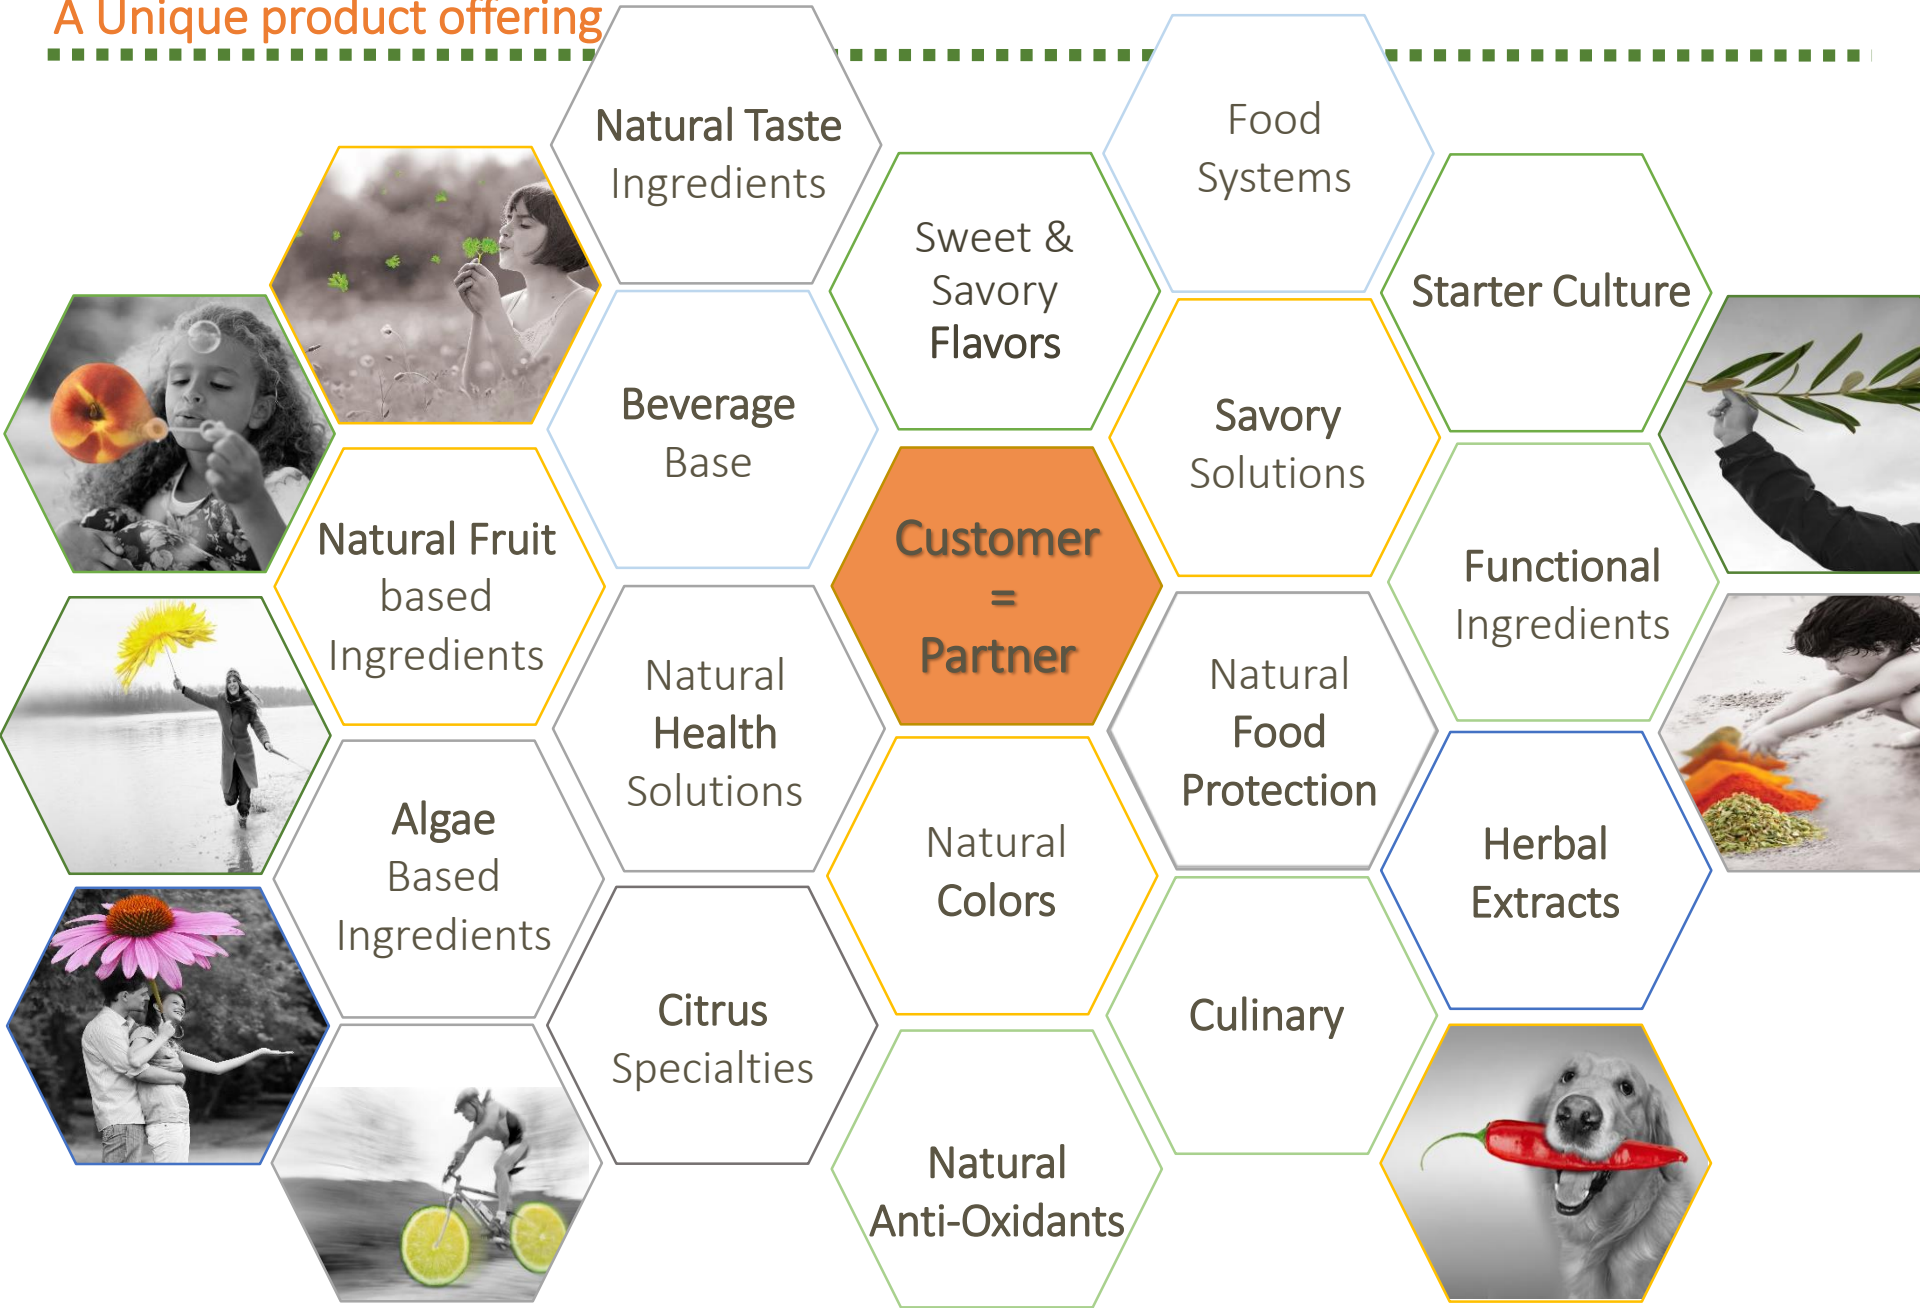 A Unique product offering
Natural Taste
Ingredients
Food
Systems
Sweet &
Savory
Flavors
Starter Culture
Beverage
Base
Savory
Solutions
Natural Fruit
based
Ingredients
Customer
=
Partner
Functional
Ingredients
Natural
Health
Solutions
Natural
Food
Protection
Algae
Based
Ingredients
Natural
Colors
Herbal
Extracts
Citrus
Specialties
Culinary
Natural
Anti-Oxidants